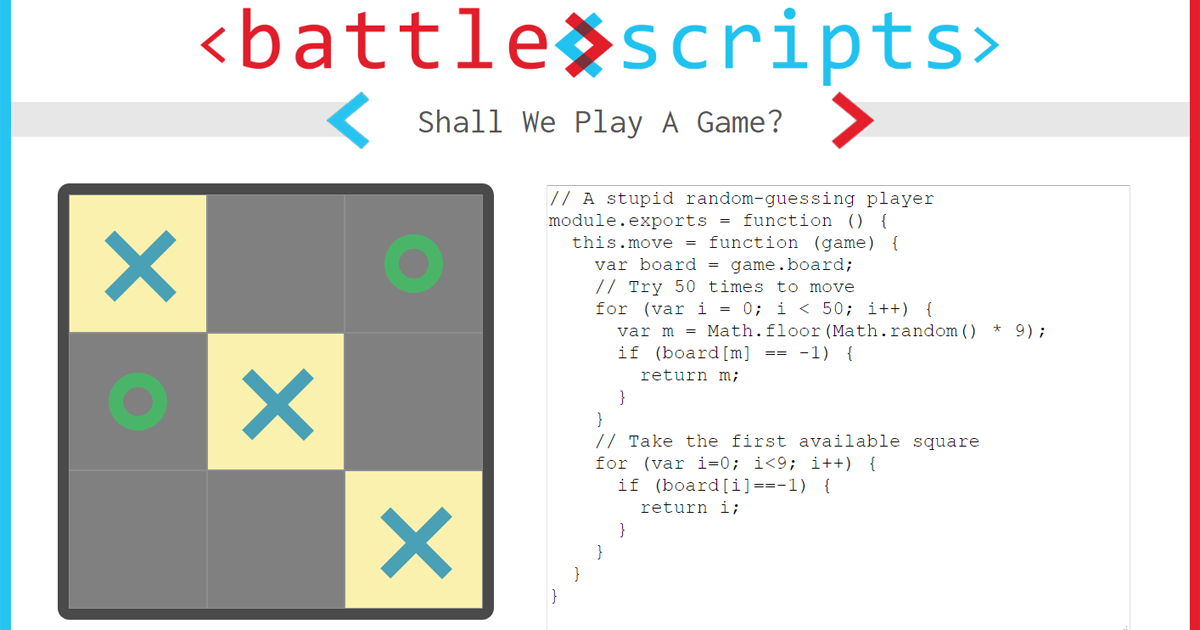 <battle scripts>
Shall We Play A Game?
// A stupid random-guessing player
module.exports = function () {
  this.move = function (game) {
    var board = game.board;
    // Try 50 times to move
    for (var i = 0; i < 50; i++) {
      var m = Math.floor(Math.random() * 9);
      if (board[m] == -1) {
        return m;
      }
    }
    // Take the first available square
    for (var i=0; i<9; i++) {
      if (board[i]==-1) {
        return i;
      }
    }
  }
}